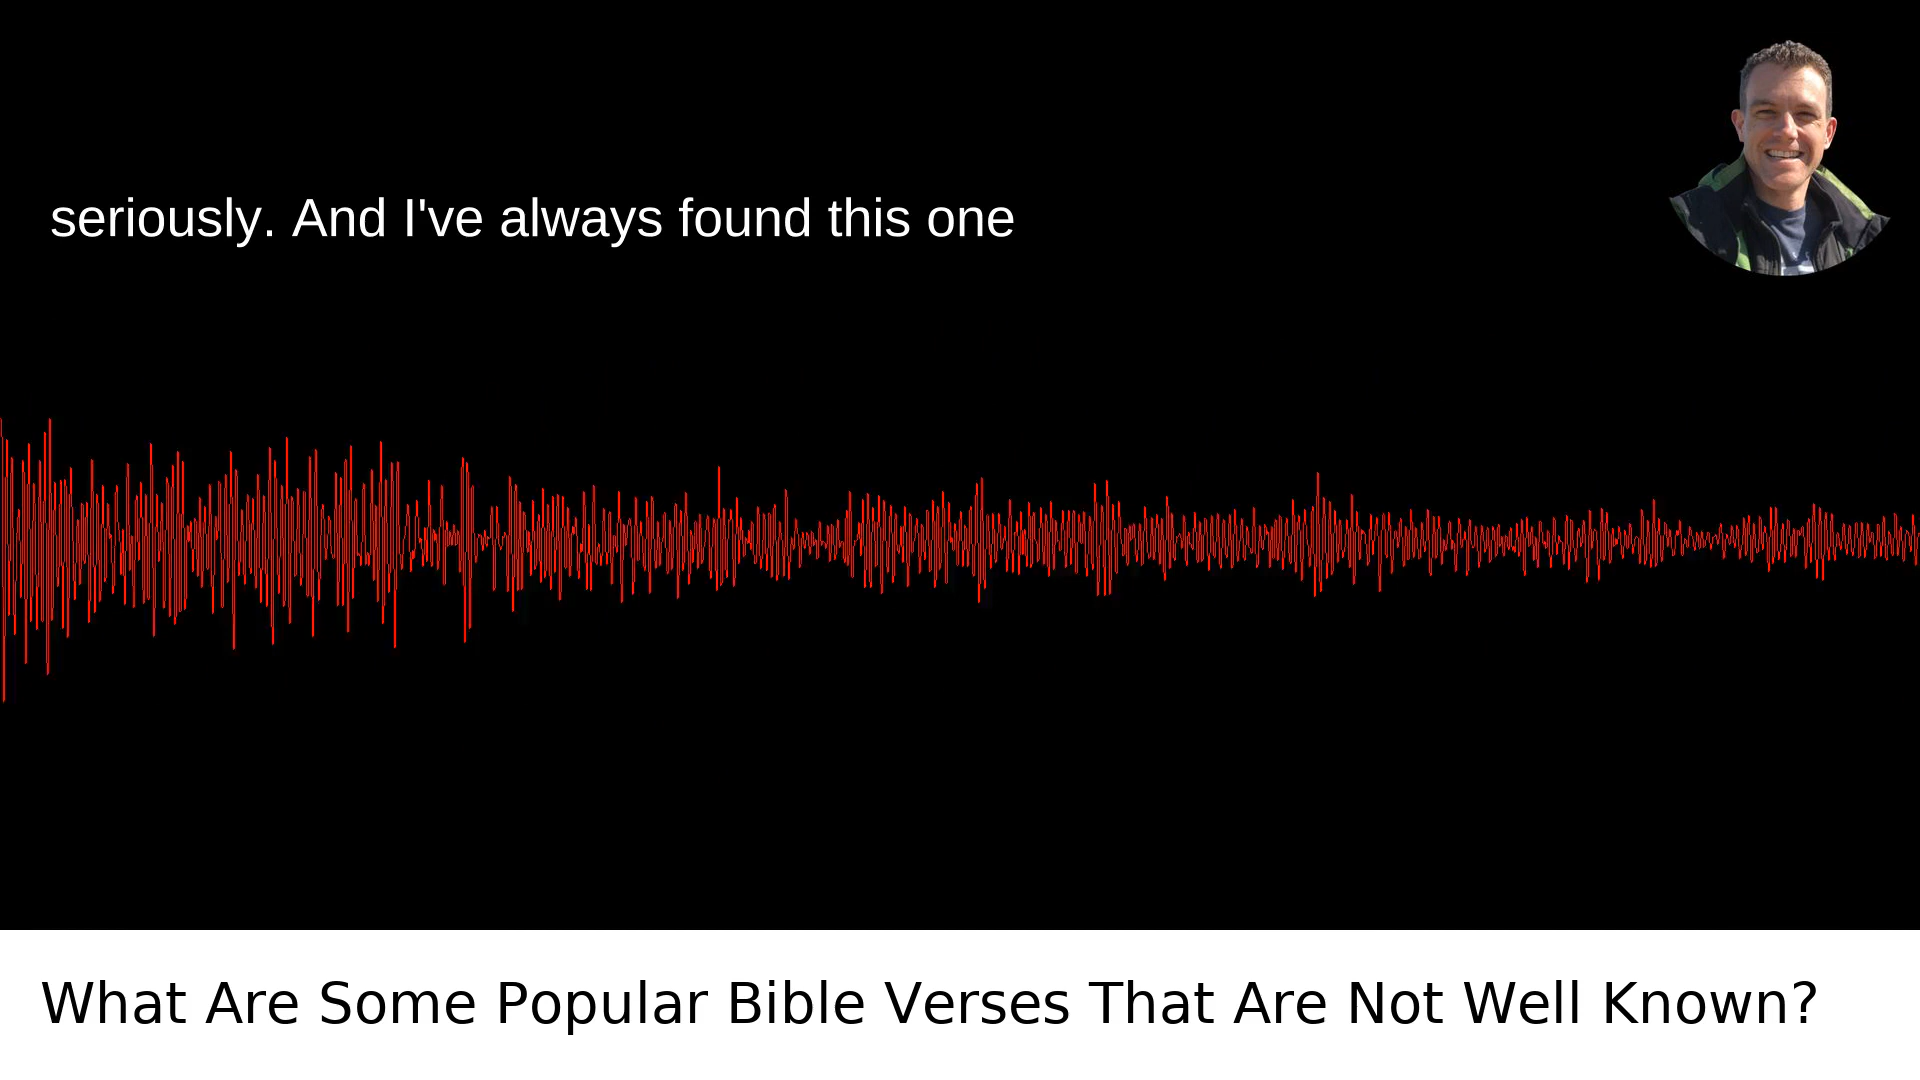 seriously. And I've always found this one
What Are Some Popular Bible Verses That Are Not Well Known?